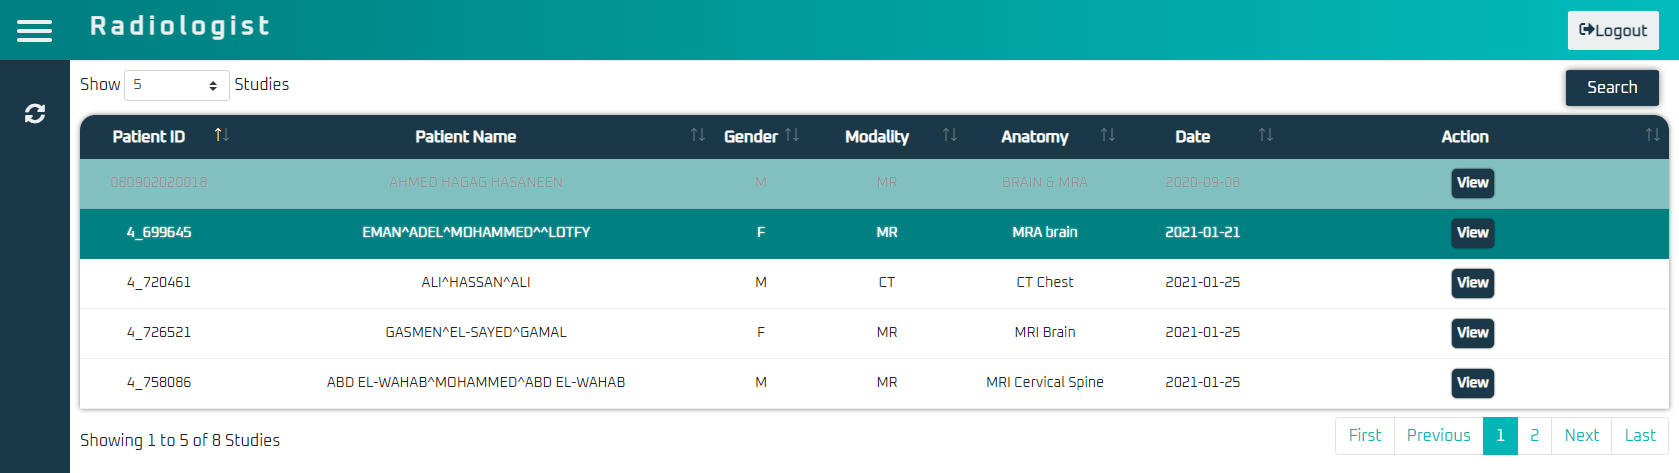 Radiologist
Logout
Show 5 Studies
Search
Patient ID Patient Name Gender Modality Anatomy Date Action
080902020018 AHMED HAGAG HASANEEN M MR BRAIN & MRA 2020-09-08 View
4_699645 EMAN^ADEL^MOHAMMED^^LOTFY F MR MRA brain 2021-01-21 View
4_720461 ALI^HASSAN^ALI M CT CT Chest 2021-01-25 View
4_726521 GASMEN^EL-SAYED^GAMAL F MR MRI Brain 2021-01-25 View
4_758086 ABD EL-WAHAB^MOHAMMED^ABD EL-WAHAB M MR MRI Cervical Spine 2021-01-25 View
Showing 1 to 5 of 8 Studies
First Previous 1 2 Next Last